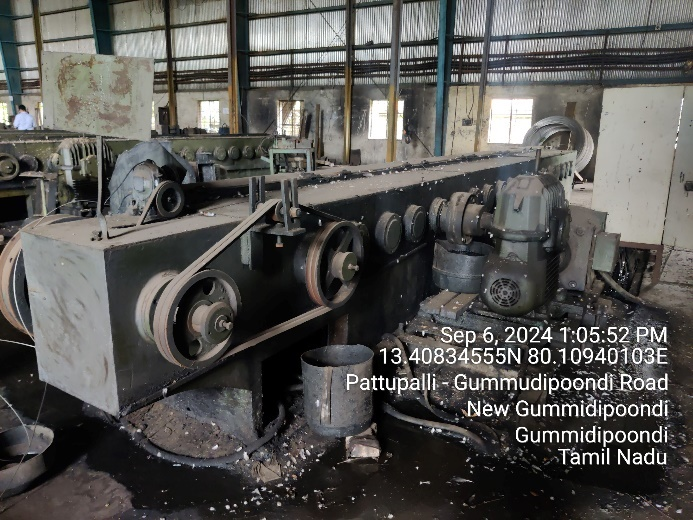 Sep 6, 2024 1:05:52 PM
13.40834555N 80.10940103E
Pattupalli - Gummudipoondi Road
New Gummidipoondi
Gummidipoondi
Tamil Nadu